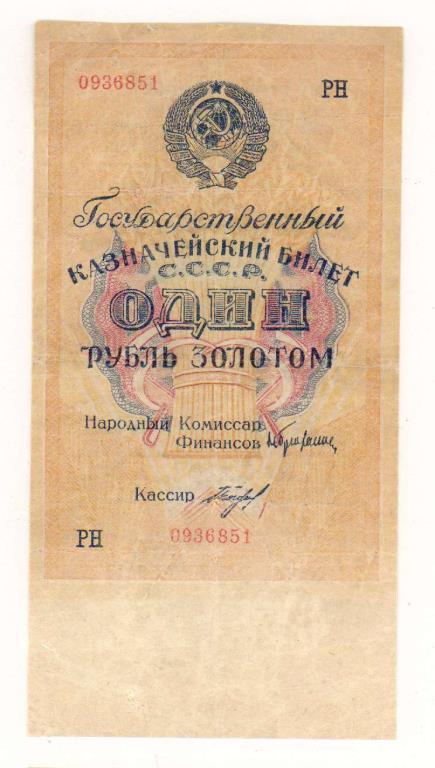 0936851 РН
Государственный
КАЗНАЧЕЙСКИЙ БИЛЕТ
С.С.С.Р.
ОДИН
РУБЛЬ ЗОЛОТОМ
Народный Комиссар
Финансов
Кассир
РН 0936851